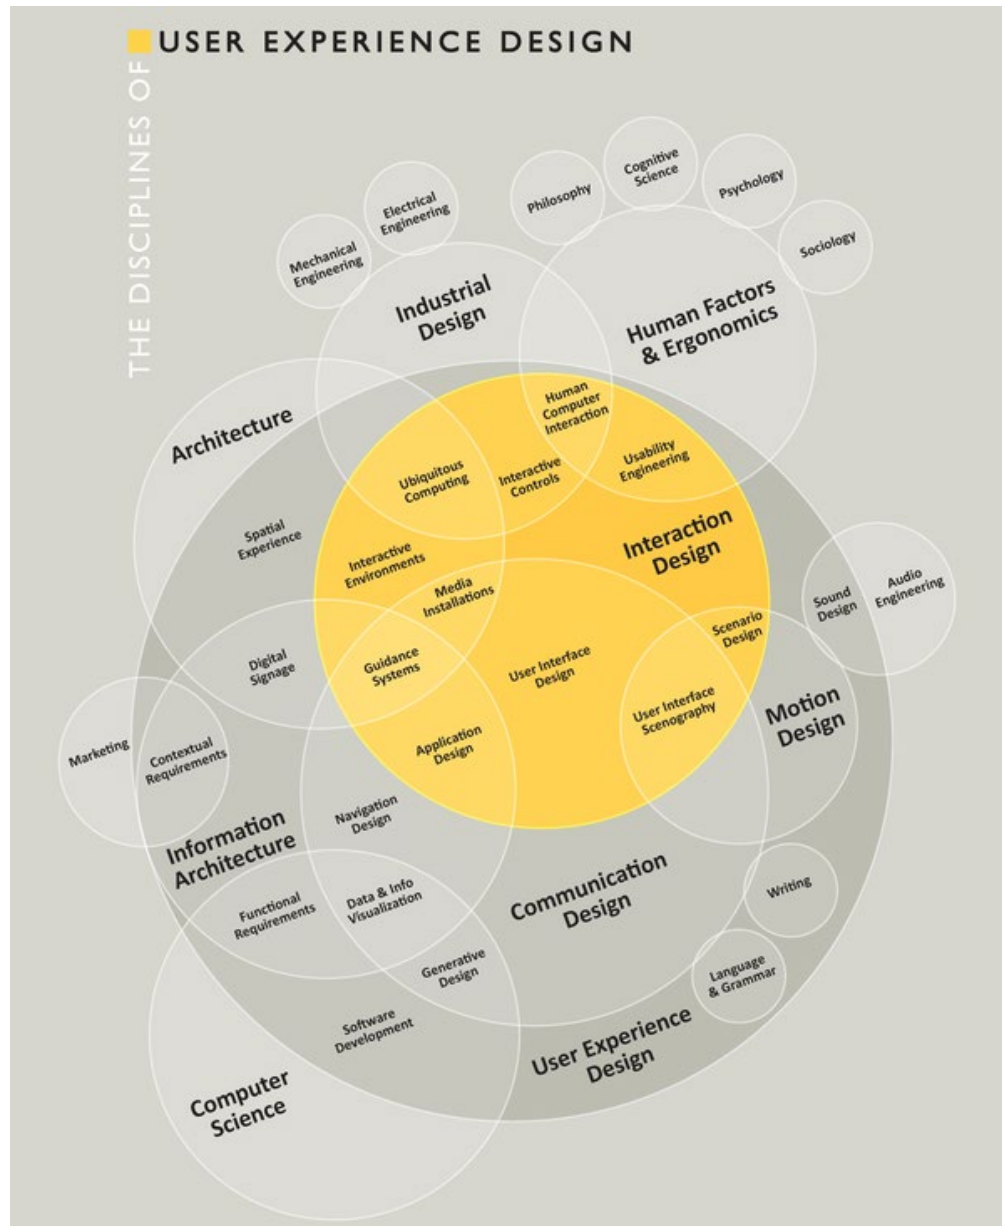 USER EXPERIENCE DESIGN
THE DISCIPLINES OF
Cognitive
Science
Philosophy
Psychology
Electrical
Engineering
Mechanical
Engineering
Sociology
Industrial
Design
Human Factors
& Ergonomics
Architecture
Human
Computer
Interaction
Ubiquitous
Computing
Interactive
Controls
Usability
Engineering
Spatial
Experience
Interactive
Environments
Interaction
Design
Media
Installations
Sound
Design
Audio
Engineering
Scenario
Design
Digital
Signage
Guidance
Systems
User Interface
Design
User Interface
Scenography
Motion
Design
Marketing
Contextual
Requirements
Application
Design
Navigation
Design
Information
Architecture
Communication
Design
Functional
Requirements
Data & Info
Visualization
Writing
Generative
Design
Language
& Grammar
Software
Development
User Experience
Design
Computer
Science